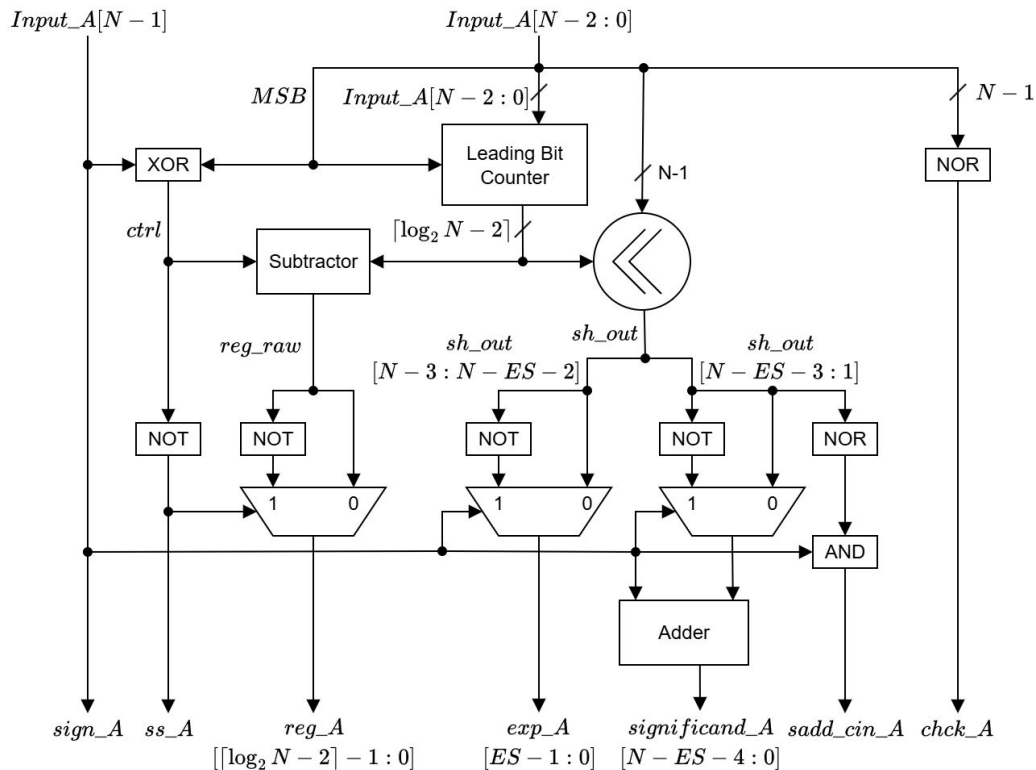 Input_A[N − 1]
Input_A[N − 2 : 0]
MSB
Input_A[N − 2 : 0]
N − 1
XOR
Leading Bit
Counter
NOR
N-1
ctrl
⌈log₂ N − 2⌉
Subtractor
reg_raw
sh_out
sh_out
[N − 3 : N − ES − 2]
sh_out
[N − ES − 3 : 1]
NOT
NOT
NOT
NOT
NOR
1
0
1
0
1
0
AND
Adder
sign_A
ss_A
reg_A
[⌈log₂ N − 2⌉ − 1 : 0]
exp_A
[ES − 1 : 0]
significand_A
[N − ES − 4 : 0]
sadd_cin_A
chck_A